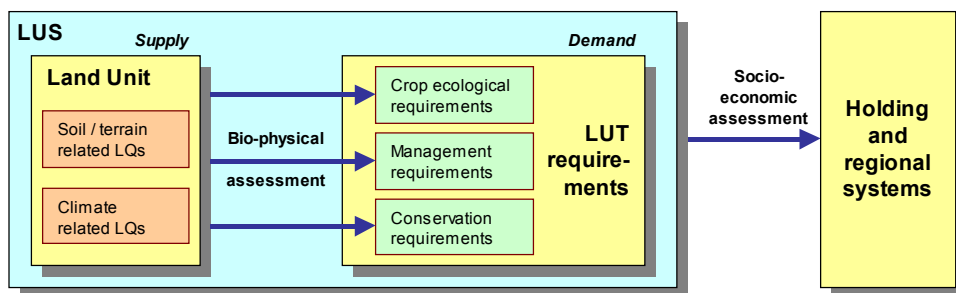 LUS
Supply
Demand
Land Unit
Soil / terrain
related LQs
Climate
related LQs
Bio-physical
assessment
Crop ecological
requirements
Management
requirements
Conservation
requirements
LUT
require-
ments
Socio-
economic
assessment
Holding
and
regional
systems